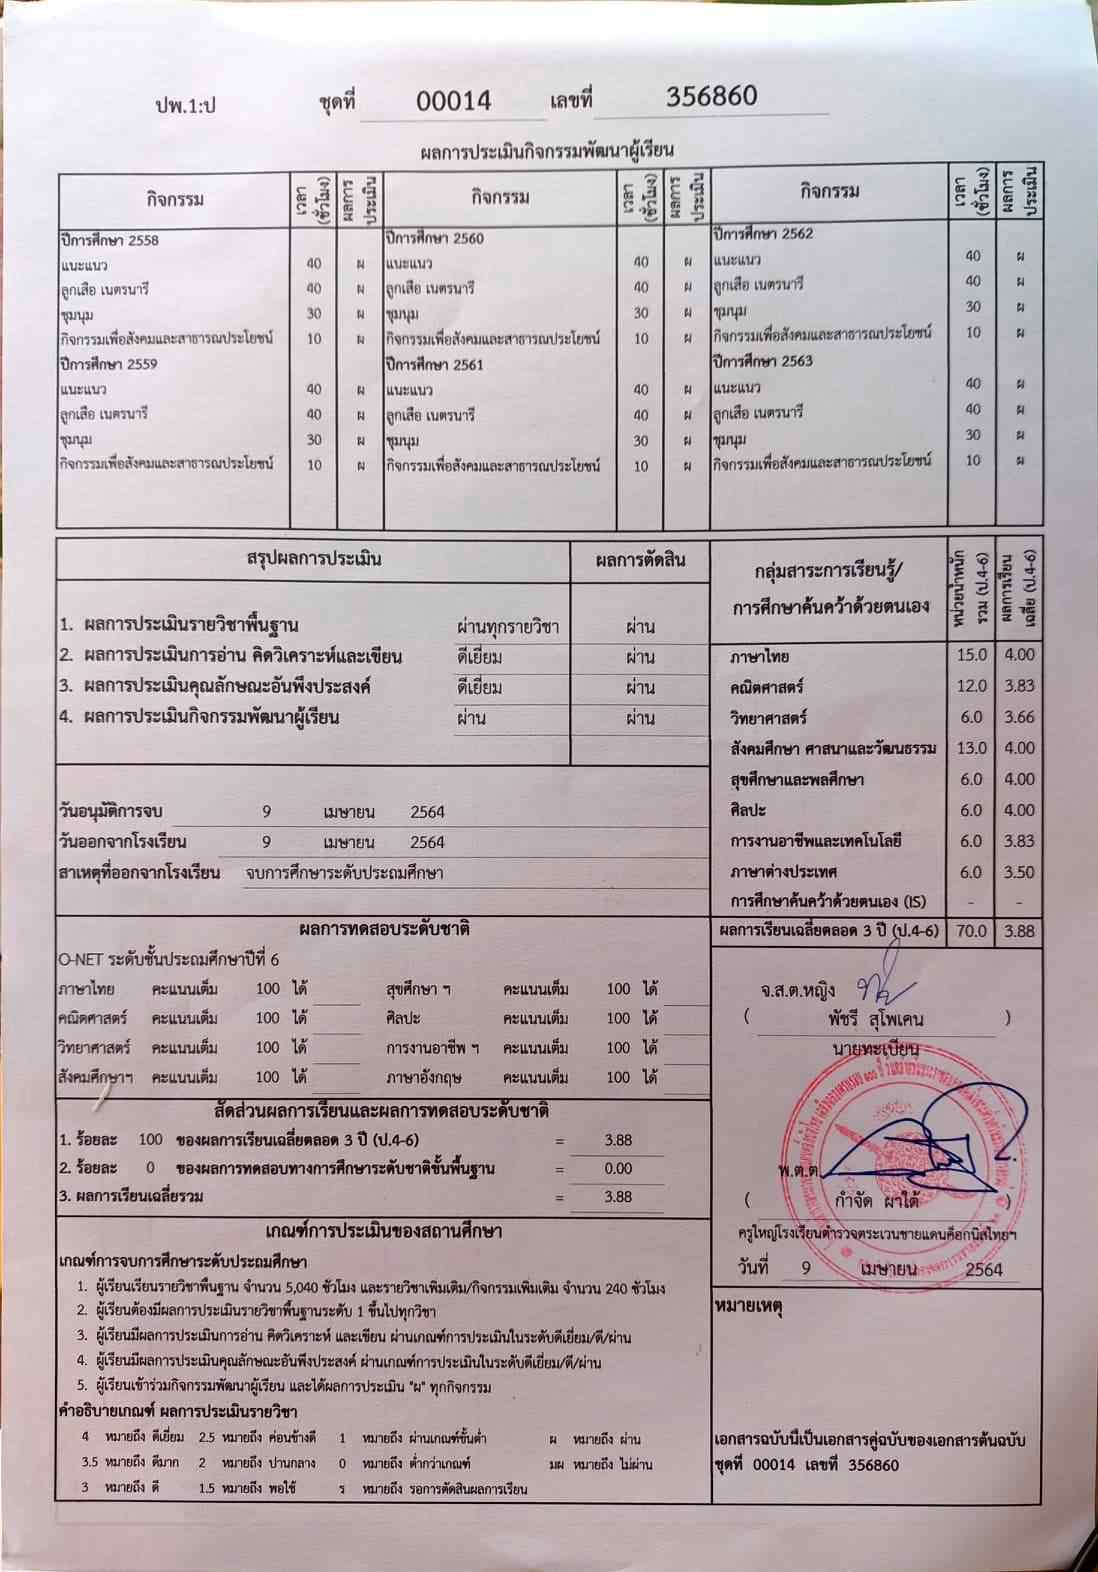 ปพ.1:ป ชุดที่ 00014 เลขที่ 356860
ผลการประเมินกิจกรรมพัฒนาผู้เรียน
กิจกรรม เวลา (ชั่วโมง) ผลการประเมิน กิจกรรม เวลา (ชั่วโมง) ผลการประเมิน กิจกรรม เวลา (ชั่วโมง) ผลการประเมิน
ปีการศึกษา 2558 ปีการศึกษา 2560 ปีการศึกษา 2562
แนะแนว 40 ผ แนะแนว 40 ผ แนะแนว 40 ผ
ลูกเสือ เนตรนารี 40 ผ ลูกเสือ เนตรนารี 40 ผ ลูกเสือ เนตรนารี 40 ผ
ชุมนุม 30 ผ ชุมนุม 30 ผ ชุมนุม 30 ผ
กิจกรรมเพื่อสังคมและสาธารณประโยชน์ 10 ผ กิจกรรมเพื่อสังคมและสาธารณประโยชน์ 10 ผ กิจกรรมเพื่อสังคมและสาธารณประโยชน์ 10 ผ
ปีการศึกษา 2559 ปีการศึกษา 2561 ปีการศึกษา 2563
แนะแนว 40 ผ แนะแนว 40 ผ แนะแนว 40 ผ
ลูกเสือ เนตรนารี 40 ผ ลูกเสือ เนตรนารี 40 ผ ลูกเสือ เนตรนารี 40 ผ
ชุมนุม 30 ผ ชุมนุม 30 ผ ชุมนุม 30 ผ
กิจกรรมเพื่อสังคมและสาธารณประโยชน์ 10 ผ กิจกรรมเพื่อสังคมและสาธารณประโยชน์ 10 ผ กิจกรรมเพื่อสังคมและสาธารณประโยชน์ 10 ผ
สรุปผลการประเมิน ผลการตัดสิน
1. ผลการประเมินรายวิชาพื้นฐาน ผ่านทุกรายวิชา ผ่าน
2. ผลการประเมินการอ่าน คิดวิเคราะห์และเขียน ดีเยี่ยม ผ่าน
3. ผลการประเมินคุณลักษณะอันพึงประสงค์ ดีเยี่ยม ผ่าน
4. ผลการประเมินกิจกรรมพัฒนาผู้เรียน ผ่าน ผ่าน
วันอนุมัติการจบ 9 เมษายน 2564
วันออกจากโรงเรียน 9 เมษายน 2564
สาเหตุที่ออกจากโรงเรียน จบการศึกษาระดับประถมศึกษา
กลุ่มสาระการเรียนรู้/ การศึกษาค้นคว้าด้วยตนเอง หน่วยน้ำหนักรวม (ป.4-6) ผลการเรียนเฉลี่ย (ป.4-6)
ภาษาไทย 15.0 4.00
คณิตศาสตร์ 12.0 3.83
วิทยาศาสตร์ 6.0 3.66
สังคมศึกษา ศาสนาและวัฒนธรรม 13.0 4.00
สุขศึกษาและพลศึกษา 6.0 4.00
ศิลปะ 6.0 4.00
การงานอาชีพและเทคโนโลยี 6.0 3.83
ภาษาต่างประเทศ 6.0 3.50
การศึกษาค้นคว้าด้วยตนเอง (IS) - -
ผลการเรียนเฉลี่ยตลอด 3 ปี (ป.4-6) 70.0 3.88
ผลการทดสอบระดับชาติ
O-NET ระดับชั้นประถมศึกษาปีที่ 6
ภาษาไทย คะแนนเต็ม 100 ได้ สุขศึกษา ฯ คะแนนเต็ม 100 ได้
คณิตศาสตร์ คะแนนเต็ม 100 ได้ ศิลปะ คะแนนเต็ม 100 ได้
วิทยาศาสตร์ คะแนนเต็ม 100 ได้ การงานอาชีพ ฯ คะแนนเต็ม 100 ได้
สังคมศึกษาฯ คะแนนเต็ม 100 ได้ ภาษาอังกฤษ คะแนนเต็ม 100 ได้
สัดส่วนผลการเรียนและผลการทดสอบระดับชาติ
1. ร้อยละ 100 ของผลการเรียนเฉลี่ยตลอด 3 ปี (ป.4-6) = 3.88
2. ร้อยละ 0 ของผลการทดสอบทางการศึกษาระดับชาติขั้นพื้นฐาน = 0.00
3. ผลการเรียนเฉลี่ยรวม = 3.88
จ.ส.ต.หญิง
( พัชรี สุโพเคน )
นายทะเบียน
พ.ต.ต.
( กำจัด ผาใต้ )
ครูใหญ่โรงเรียนตำรวจตระเวนชายแดนค็อกนิสไทยฯ
วันที่ 9 เมษายน 2564
เกณฑ์การประเมินของสถานศึกษา
เกณฑ์การจบการศึกษาระดับประถมศึกษา
1. ผู้เรียนเรียนรายวิชาพื้นฐาน จำนวน 5,040 ชั่วโมง และรายวิชาเพิ่มเติม/กิจกรรมเพิ่มเติม จำนวน 240 ชั่วโมง
2. ผู้เรียนต้องมีผลการประเมินรายวิชาพื้นฐานระดับ 1 ขึ้นไปทุกวิชา
3. ผู้เรียนมีผลการประเมินการอ่าน คิดวิเคราะห์ และเขียน ผ่านเกณฑ์การประเมินในระดับดีเยี่ยม/ดี/ผ่าน
4. ผู้เรียนมีผลการประเมินคุณลักษณะอันพึงประสงค์ ผ่านเกณฑ์การประเมินในระดับดีเยี่ยม/ดี/ผ่าน
5. ผู้เรียนเข้าร่วมกิจกรรมพัฒนาผู้เรียน และได้ผลการประเมิน "ผ" ทุกกิจกรรม
คำอธิบายเกณฑ์ ผลการประเมินรายวิชา
4 หมายถึง ดีเยี่ยม 2.5 หมายถึง ค่อนข้างดี 1 หมายถึง ผ่านเกณฑ์ขั้นต่ำ ผ หมายถึง ผ่าน
3.5 หมายถึง ดีมาก 2 หมายถึง ปานกลาง 0 หมายถึง ต่ำกว่าเกณฑ์ มผ หมายถึง ไม่ผ่าน
3 หมายถึง ดี 1.5 หมายถึง พอใช้ ร หมายถึง รอการตัดสินผลการเรียน
หมายเหตุ
เอกสารฉบับนี้เป็นเอกสารคู่ฉบับของเอกสารต้นฉบับ
ชุดที่ 00014 เลขที่ 356860